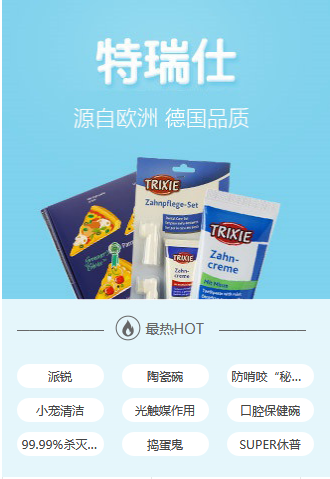 特瑞仕
源自欧洲 德国品质
TRIXIE
Zahnpflege-Set
TRIXIE
Zahn-
creme
TRIXIE
Zahn-
creme
Mit Minze
最热HOT
派锐
陶瓷碗
防啃咬“秘...
小宠清洁
光触媒作用
口腔保健碗
99.99%杀灭...
捣蛋鬼
SUPER休普